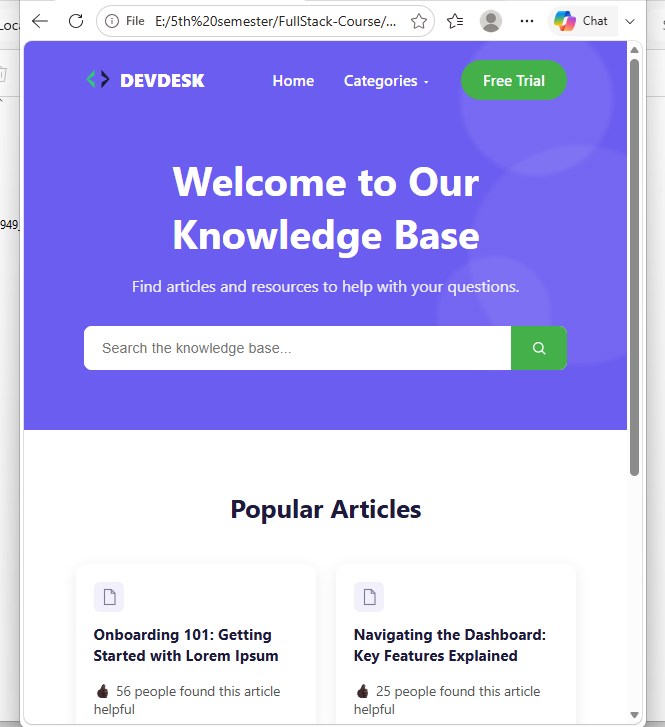 File E:/5th%20semester/FullStack-Course/... Chat
949
DEVDESK Home Categories Free Trial
Welcome to Our
Knowledge Base
Find articles and resources to help with your questions.
Search the knowledge base...
Popular Articles
Onboarding 101: Getting
Started with Lorem Ipsum
56 people found this article
helpful
Navigating the Dashboard:
Key Features Explained
25 people found this article
helpful